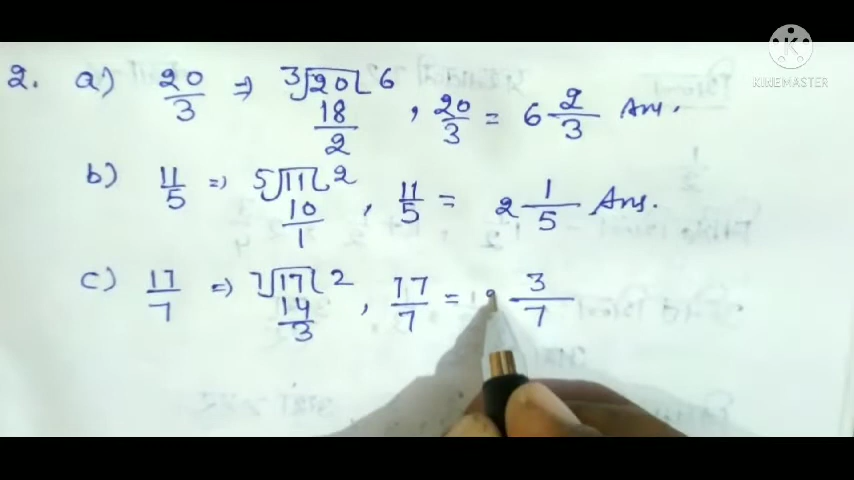 KINEMASTER
2. a) 20/3 ⇒ 3)20(6, 20/3 = 6 2/3 Ans.
18
2
b) 11/5 ⇒ 5)11(2, 11/5 = 2 1/5 Ans.
10
1
c) 17/7 ⇒ 7)17(2, 17/7 = 3/7
14
3